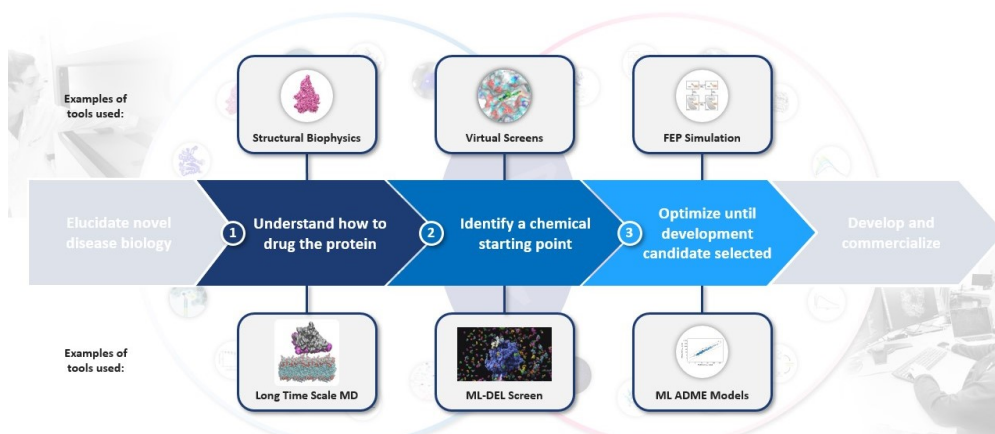 Examples of
tools used:
Structural Biophysics
Virtual Screens
FEP Simulation
Elucidate novel
disease biology
1
Understand how to
drug the protein
2
Identify a chemical
starting point
3
Optimize until
development
candidate selected
Develop and
commercialize
Examples of
tools used:
Long Time Scale MD
ML-DEL Screen
ML ADME Models